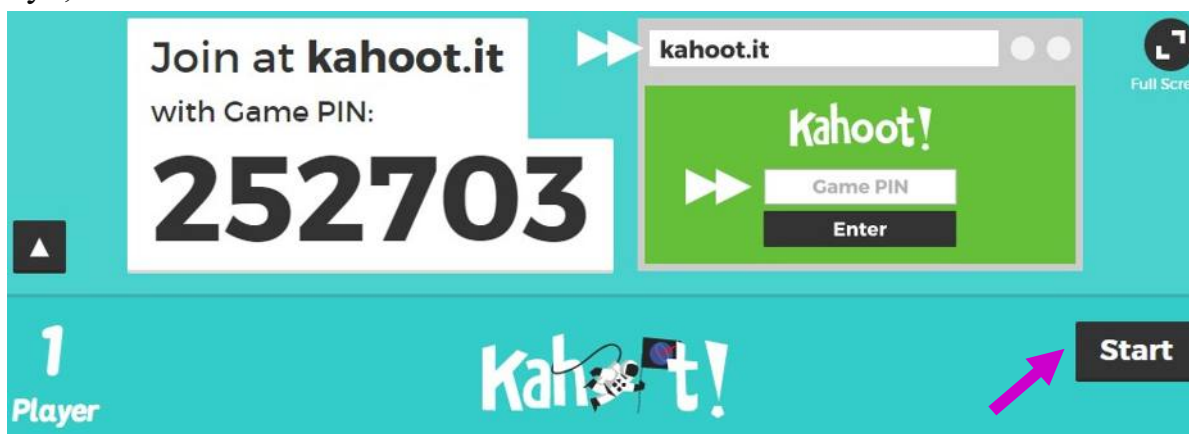 Join at kahoot.it
with Game PIN:
252703
kahoot.it
Kahoot!
Game PIN
Enter
Full Scre
1
Player
Kahoot!
Start